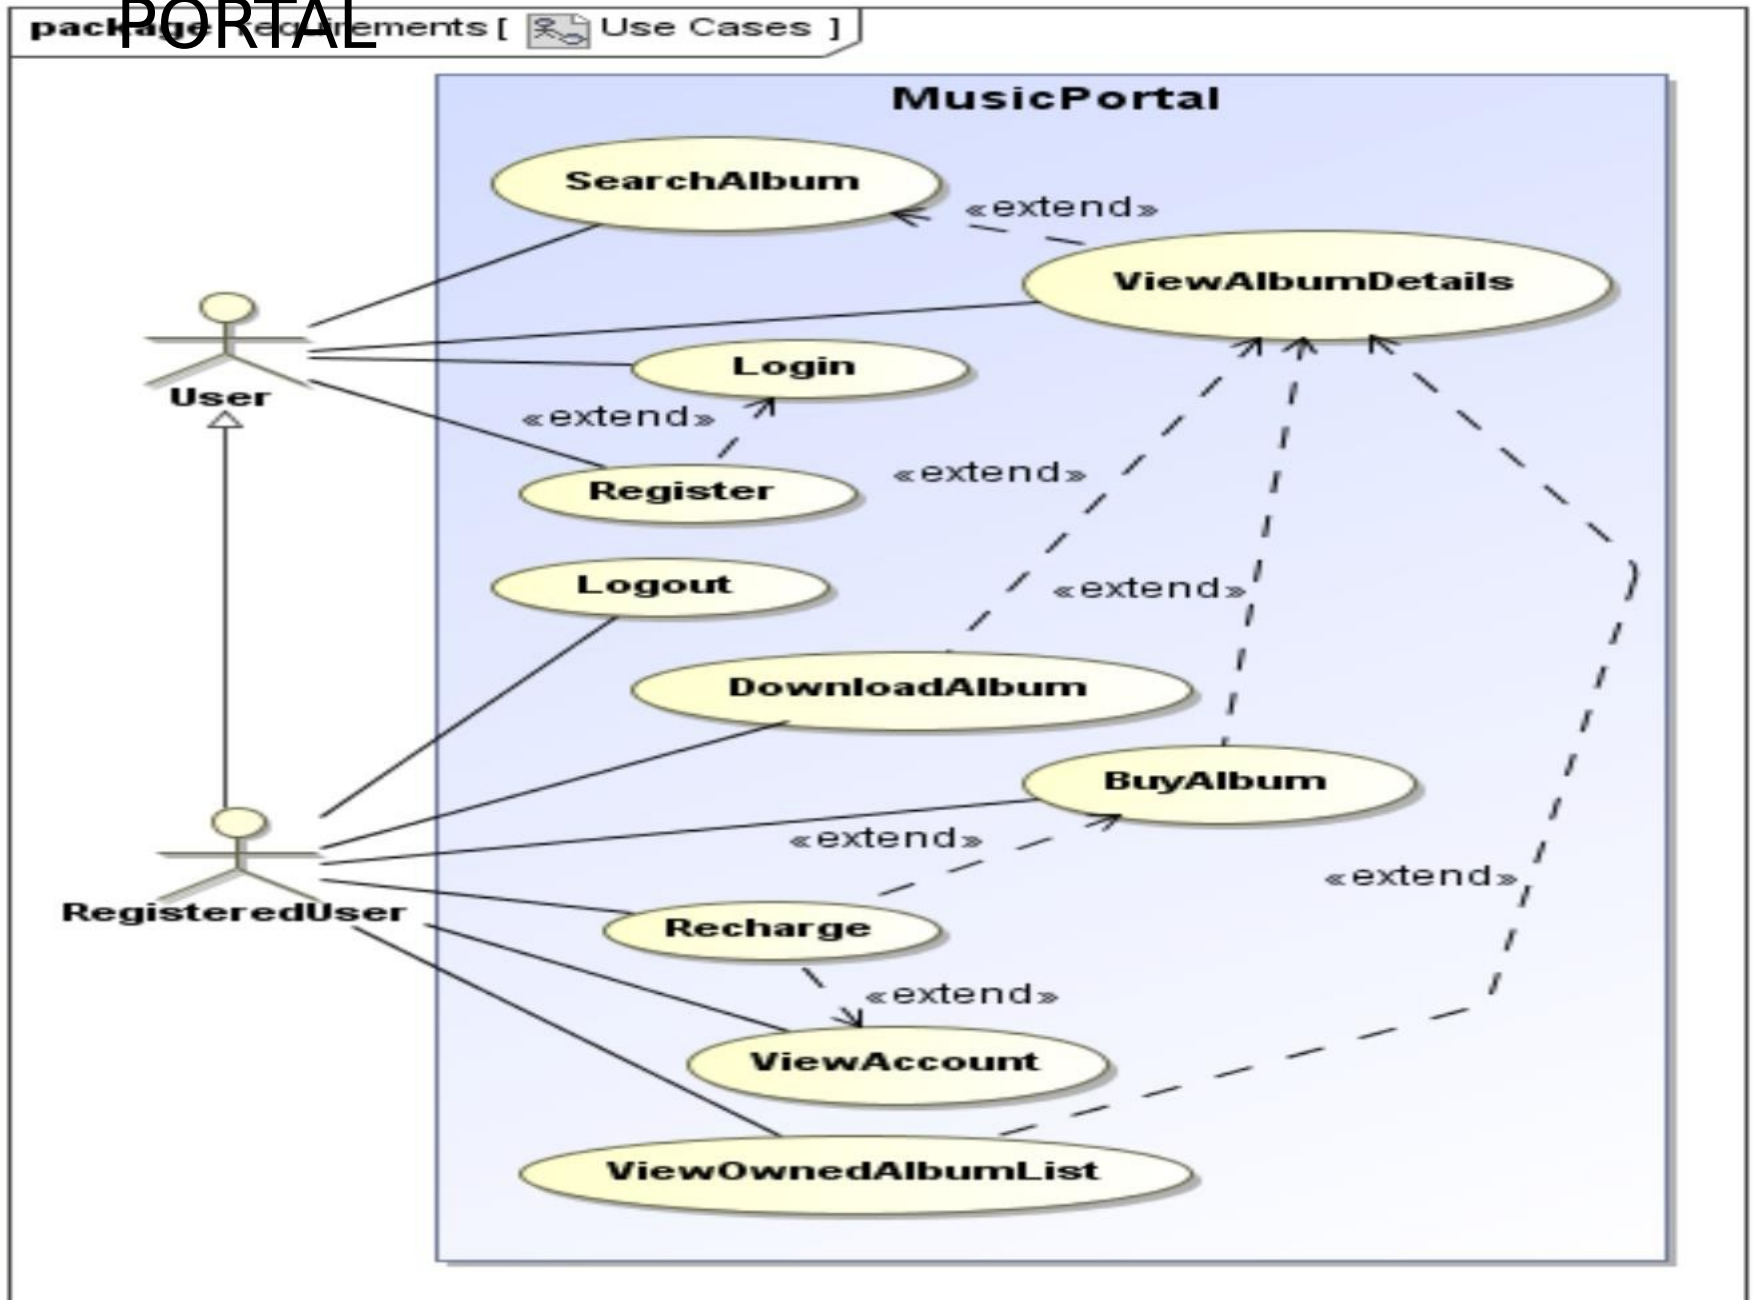 PORTAL
package requirements [ Use Cases ]
MusicPortal
SearchAlbum
«extend»
ViewAlbumDetails
Login
User
«extend»
«extend»
Register
Logout
«extend»
DownloadAlbum
BuyAlbum
«extend»
«extend»
RegisteredUser
Recharge
«extend»
ViewAccount
ViewOwnedAlbumList